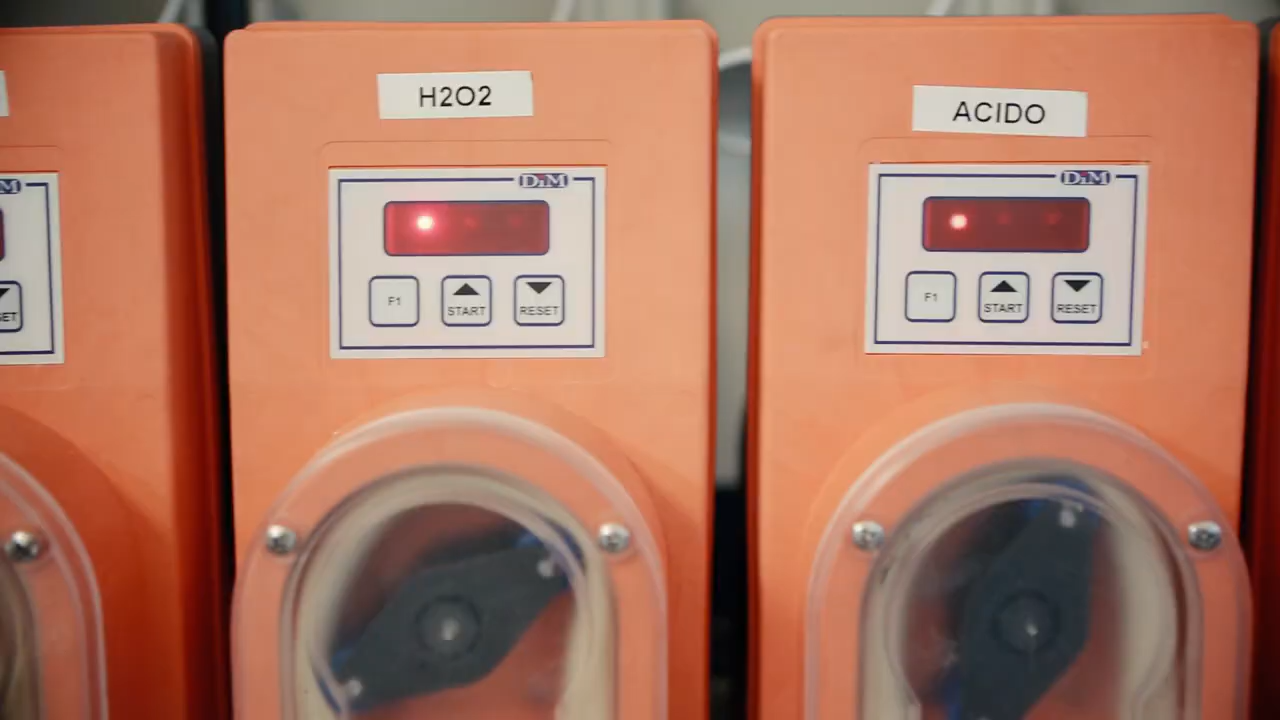 H2O2
DiM
F1
START
RESET
ACIDO
DiM
F1
START
RESET